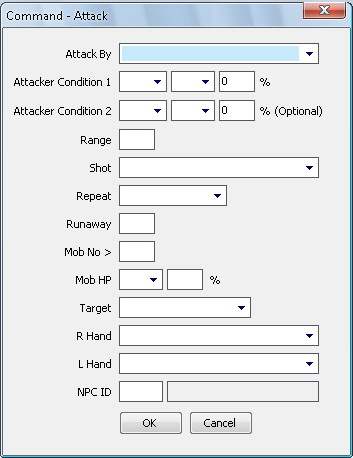 Command - Attack
Attack By
Attacker Condition 1 0 %
Attacker Condition 2 0 % (Optional)
Range
Shot
Repeat
Runaway
Mob No >
Mob HP %
Target
R Hand
L Hand
NPC ID
OK Cancel